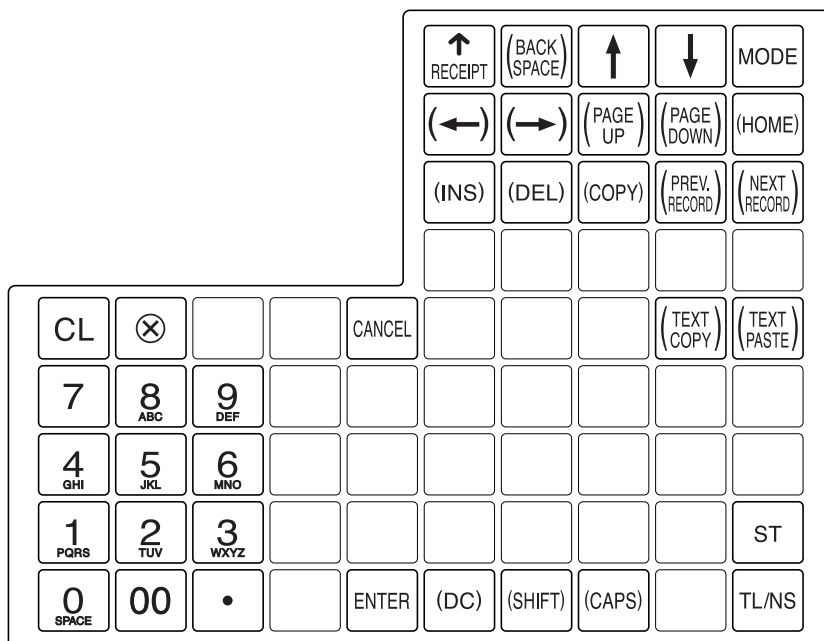 ↑ RECEIPT
(BACK SPACE)
↑
↓
MODE
(←)
(→)
(PAGE UP)
(PAGE DOWN)
(HOME)
(INS)
(DEL)
(COPY)
(PREV. RECORD)
(NEXT RECORD)
CL
⊗
CANCEL
(TEXT COPY)
(TEXT PASTE)
7
8 ABC
9 DEF
4 GHI
5 JKL
6 MNO
1 PQRS
2 TUV
3 WXYZ
ST
0 SPACE
00
•
ENTER
(DC)
(SHIFT)
(CAPS)
TL/NS